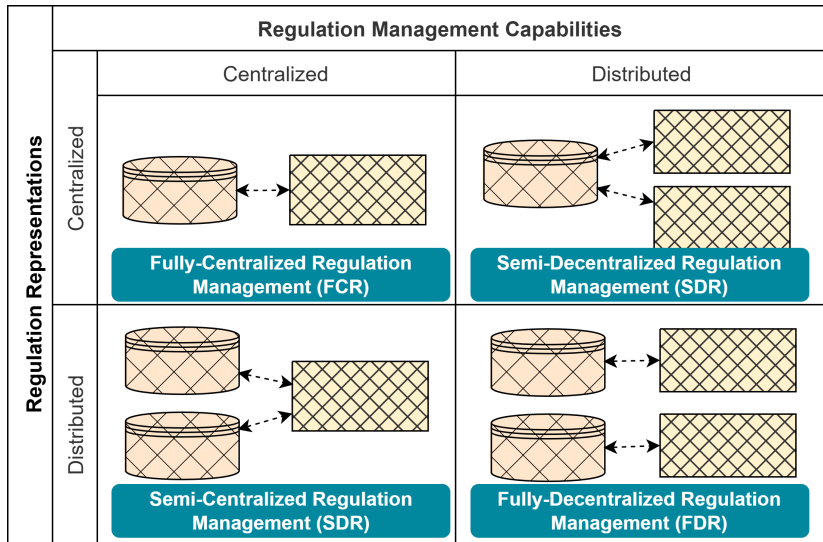 Regulation Management Capabilities
Centralized
Distributed
Regulation Representations
Centralized
Fully-Centralized Regulation
Management (FCR)
Semi-Decentralized Regulation
Management (SDR)
Distributed
Semi-Centralized Regulation
Management (SDR)
Fully-Decentralized Regulation
Management (FDR)